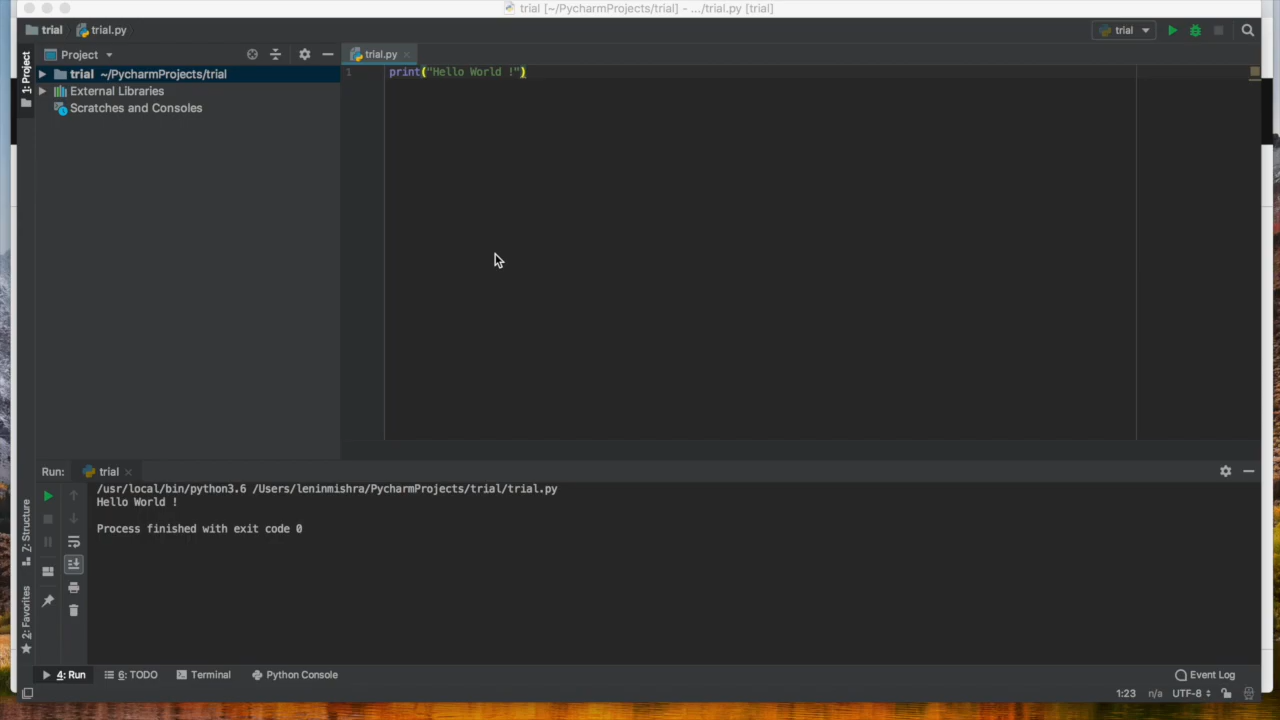 trial [~/PycharmProjects/trial] - .../trial.py [trial]
trial trial.py trial
1: Project
Project
trial.py
trial ~/PycharmProjects/trial
External Libraries
Scratches and Consoles
1 print("Hello World !")
Run: trial
/usr/local/bin/python3.6 /Users/leninmishra/PycharmProjects/trial/trial.py
Hello World !
Process finished with exit code 0
Z: Structure
2: Favorites
4: Run 6: TODO Terminal Python Console Event Log
1:23 n/a UTF-8